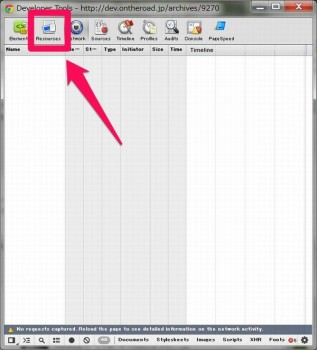 Developer Tools - http://dev.ontheroad.jp/archives/9270
Elements Resources Network Sources Timeline Profiles Audits Console PageSpeed
Name St Type Initiator Size Time Timeline
No requests captured. Reload the page to see detailed information on the network activity.
Documents Stylesheets Images Scripts XHR Fonts